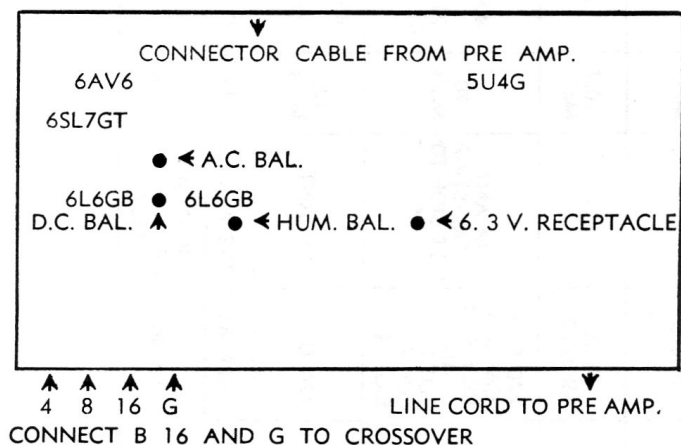 CONNECTOR CABLE FROM PRE AMP.
6AV6 5U4G
6SL7GT
A.C. BAL.
6L6GB 6L6GB
D.C. BAL. HUM. BAL. 6. 3 V. RECEPTACLE
4 8 16 G LINE CORD TO PRE AMP.
CONNECT B 16 AND G TO CROSSOVER